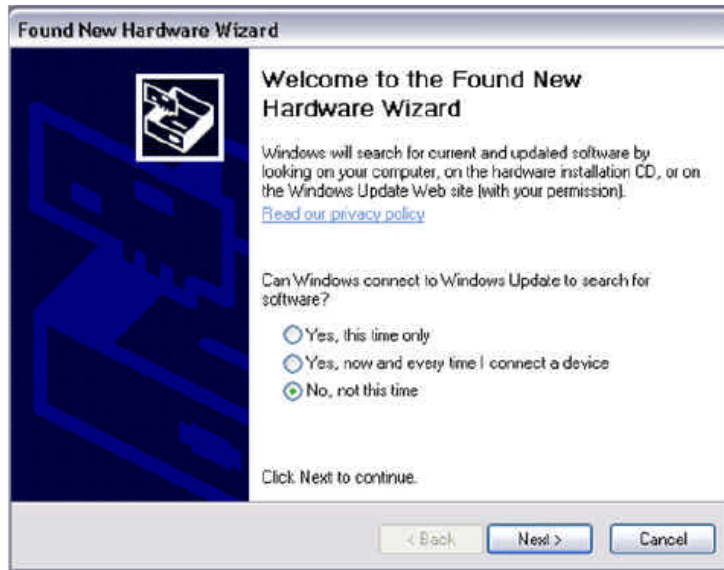 Found New Hardware Wizard
Welcome to the Found New
Hardware Wizard
Windows will search for current and updated software by
looking on your computer, on the hardware installation CD, or on
the Windows Update Web site (with your permission).
Read our privacy policy
Can Windows connect to Windows Update to search for
software?
Yes, this time only
Yes, now and every time I connect a device
No, not this time
Click Next to continue.
< Back
Next >
Cancel